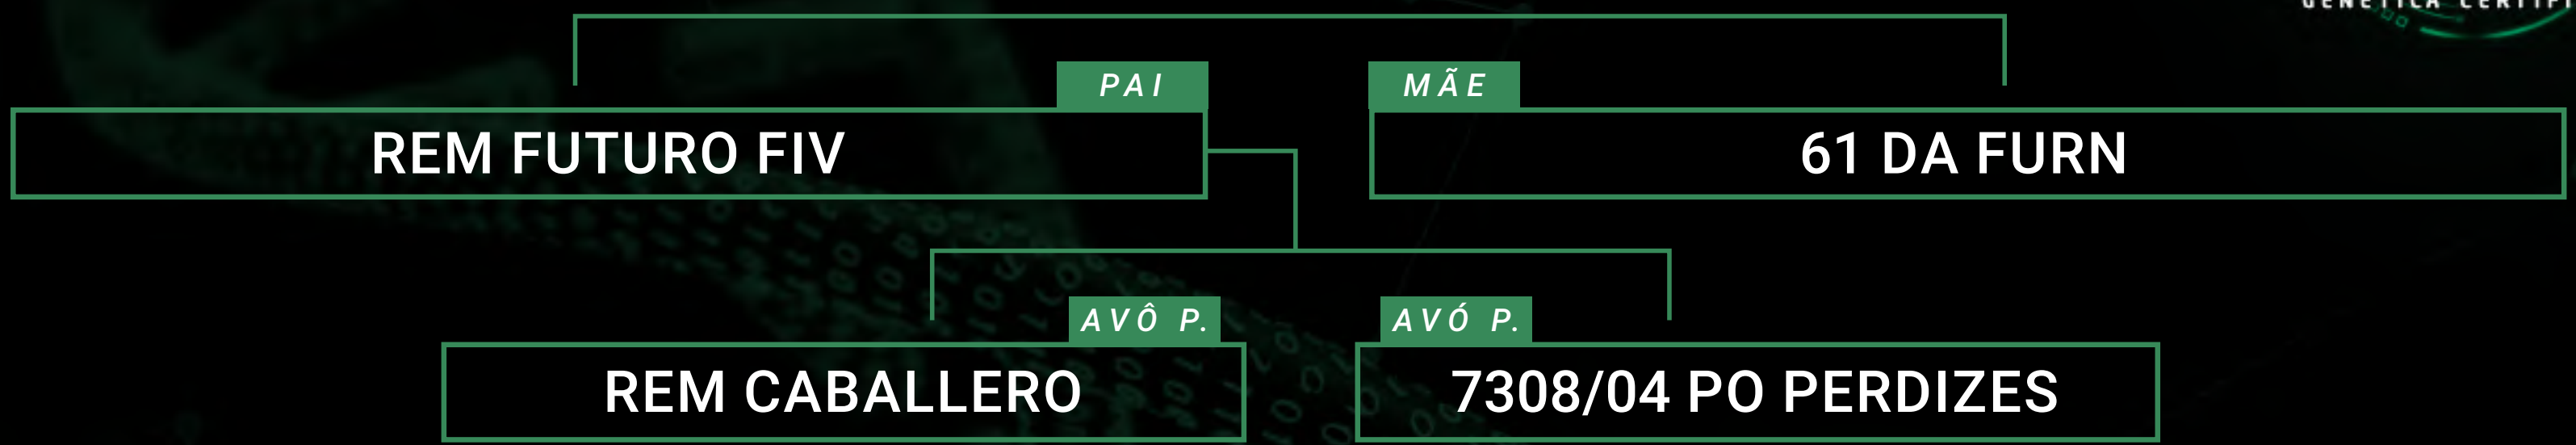 PAI
MÃE
REM FUTURO FIV
61 DA FURN
AVÔ P.
AVÓ P.
REM CABALLERO
7308/04 PO PERDIZES